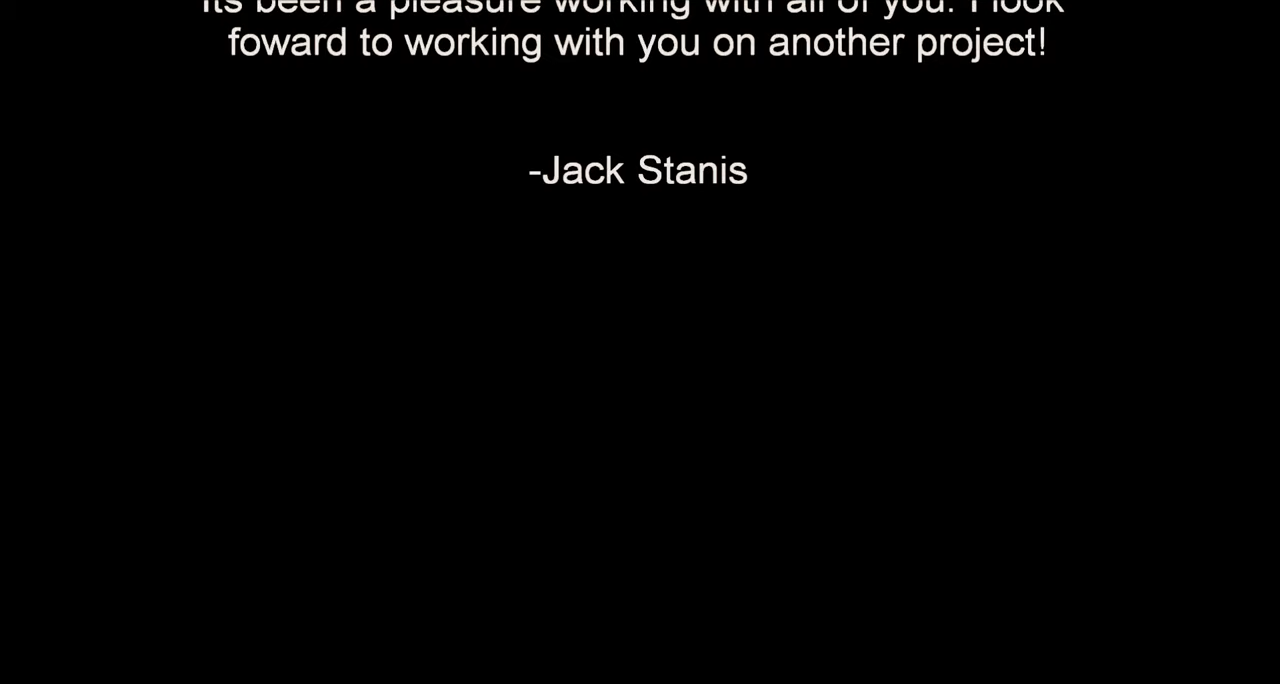 Its been a pleasure working with all of you. I look
foward to working with you on another project!
-Jack Stanis